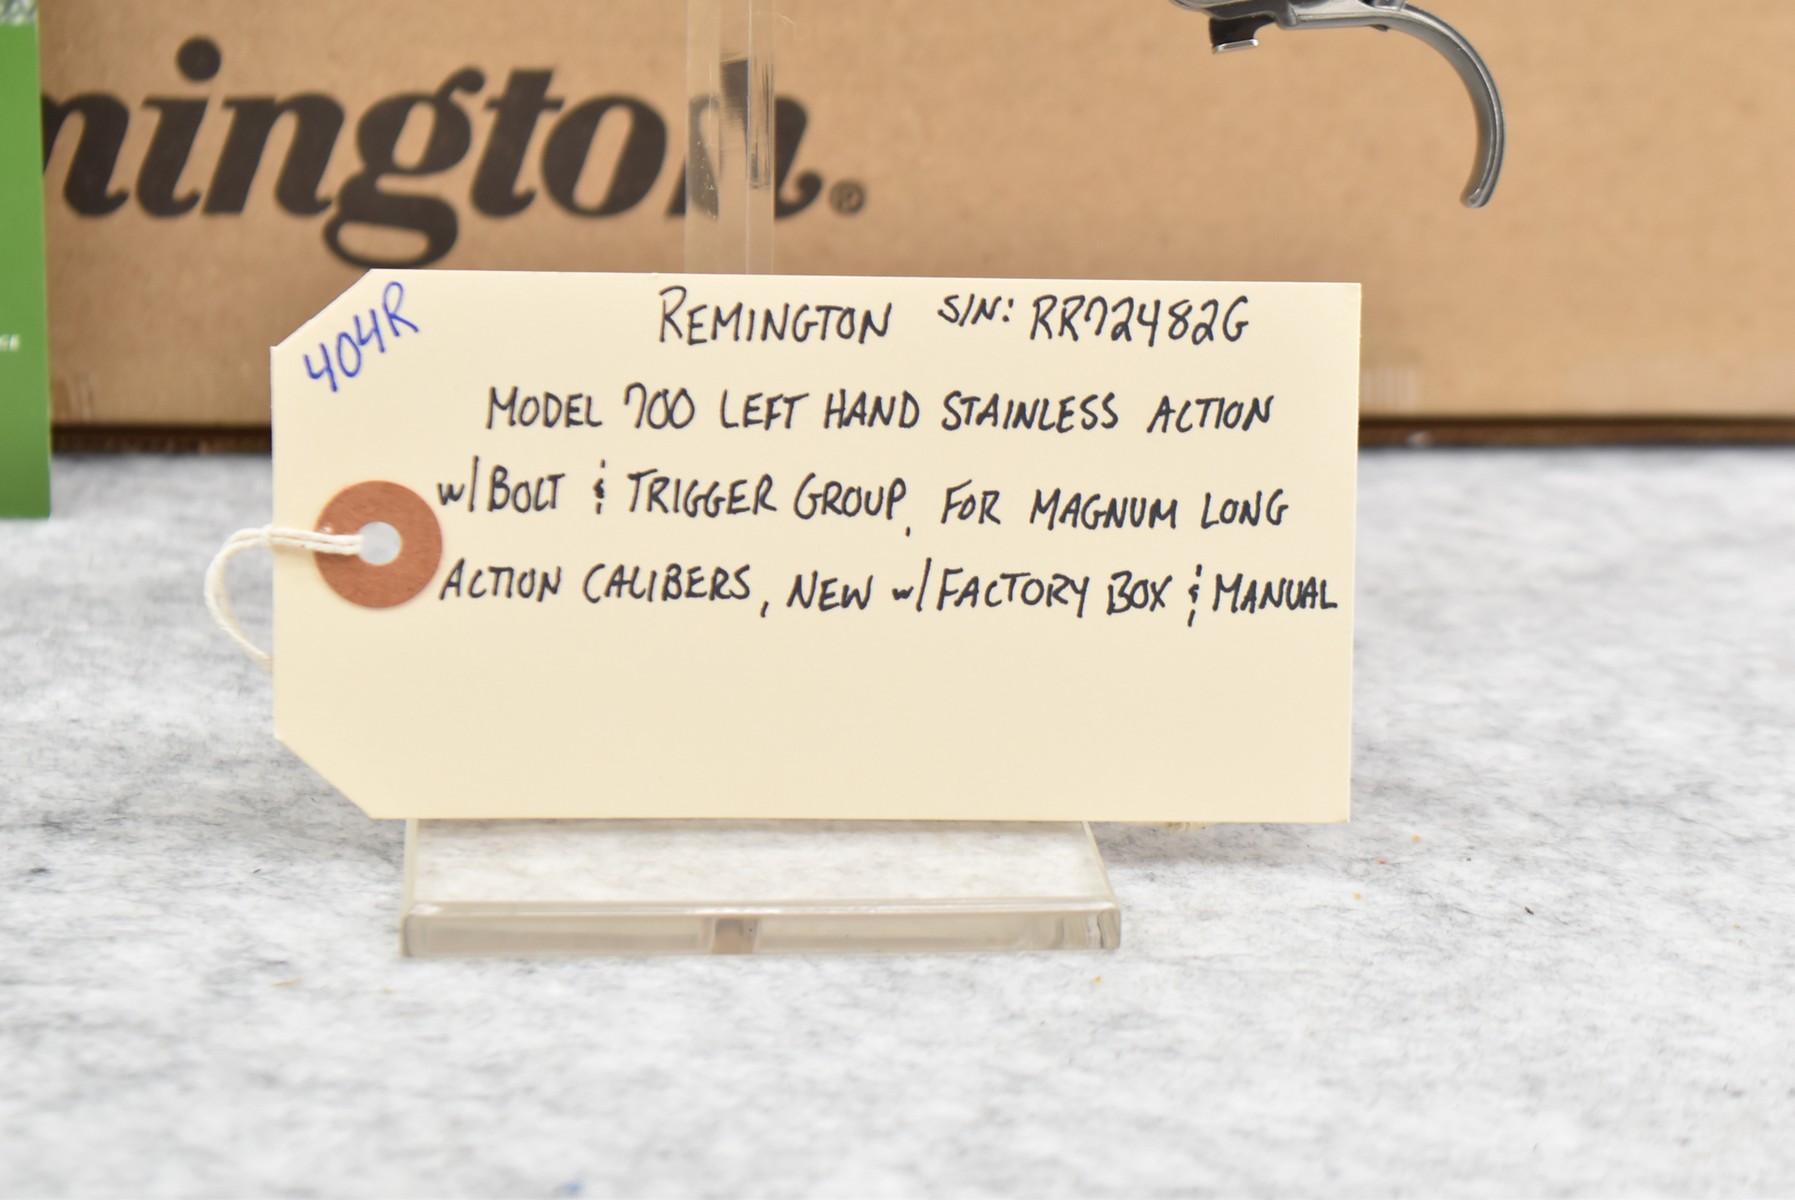 mington®
GE
404R
REMINGTON S/N: RR72482G
MODEL 700 LEFT HAND STAINLESS ACTION
w/BOLT & TRIGGER GROUP, FOR MAGNUM LONG
ACTION CALIBERS, NEW w/FACTORY BOX & MANUAL